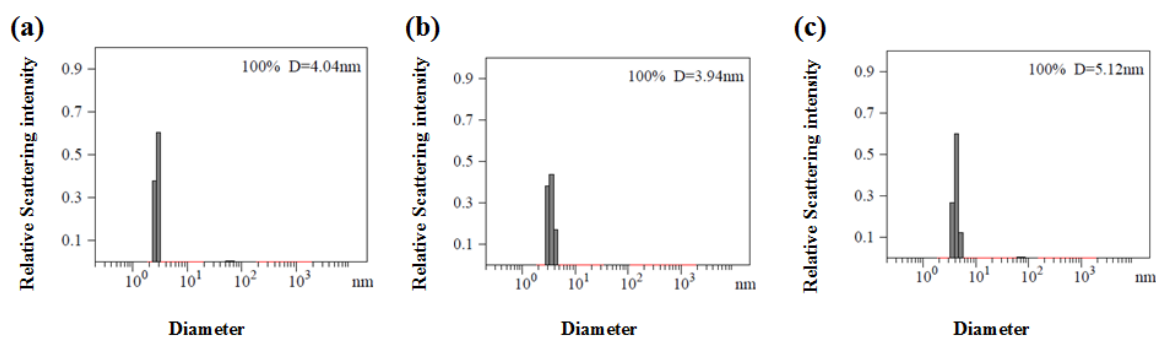 (a)
Relative Scattering intensity
0.9
0.7
0.5
0.3
0.1
100% D=4.04nm
10⁰ 10¹ 10² 10³ nm
Diameter
(b)
Relative Scattering intensity
0.9
0.7
0.5
0.3
0.1
100% D=3.94nm
10⁰ 10¹ 10² 10³ nm
Diameter
(c)
Relative Scattering intensity
0.9
0.7
0.5
0.3
0.1
100% D=5.12nm
10⁰ 10¹ 10² 10³ nm
Diameter